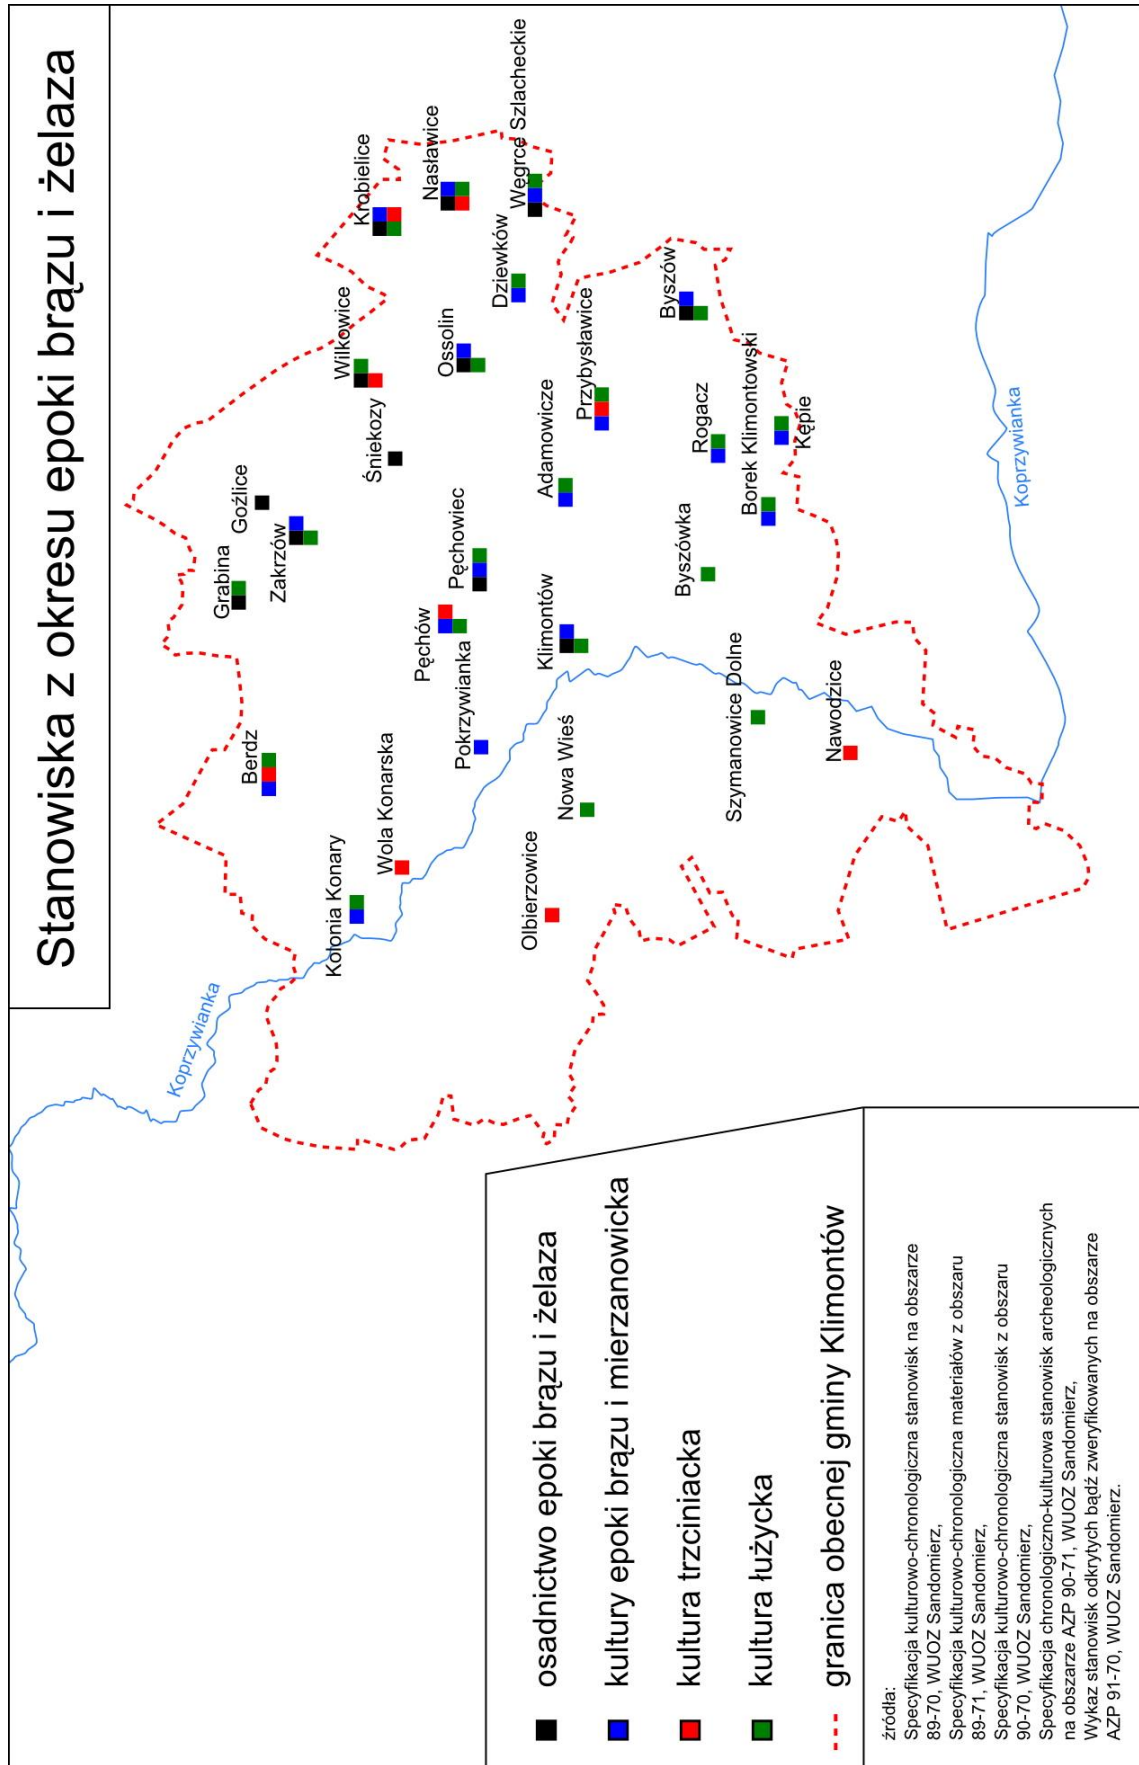 Stanowiska z okresu epoki brązu i żelaza
Koprzywianka
Grabina
Goźlice
Zakrzów
Berdz
Wilkowice
Krobielice
Kolonia Konary
Wola Konarska
Śniekozy
Nasławice
Pęchów
Pęchowiec
Ossolin
Pokrzywianka
Dziewków
Węgrce Szlacheckie
Olbierzowice
Nowa Wieś
Klimontów
Adamowicze
Przybysławice
Byszów
Byszówka
Rogacz
Szymanowice Dolne
Borek Klimontowski
Kępie
Nawodzice
Koprzywianka
osadnictwo epoki brązu i żelaza
kultury epoki brązu i mierzanowicka
kultura trzciniacka
kultura łużycka
granica obecnej gminy Klimontów
źródła:
Specyfikacja kulturowo-chronologiczna stanowisk na obszarze
89-70, WUOZ Sandomierz,
Specyfikacja kulturowo-chronologiczna materiałów z obszaru
89-71, WUOZ Sandomierz,
Specyfikacja kulturowo-chronologiczna stanowisk z obszaru
90-70, WUOZ Sandomierz,
Specyfikacja chronologiczno-kulturowa stanowisk archeologicznych
na obszarze AZP 90-71, WUOZ Sandomierz,
Wykaz stanowisk odkrytych bądź zweryfikowanych na obszarze
AZP 91-70, WUOZ Sandomierz.